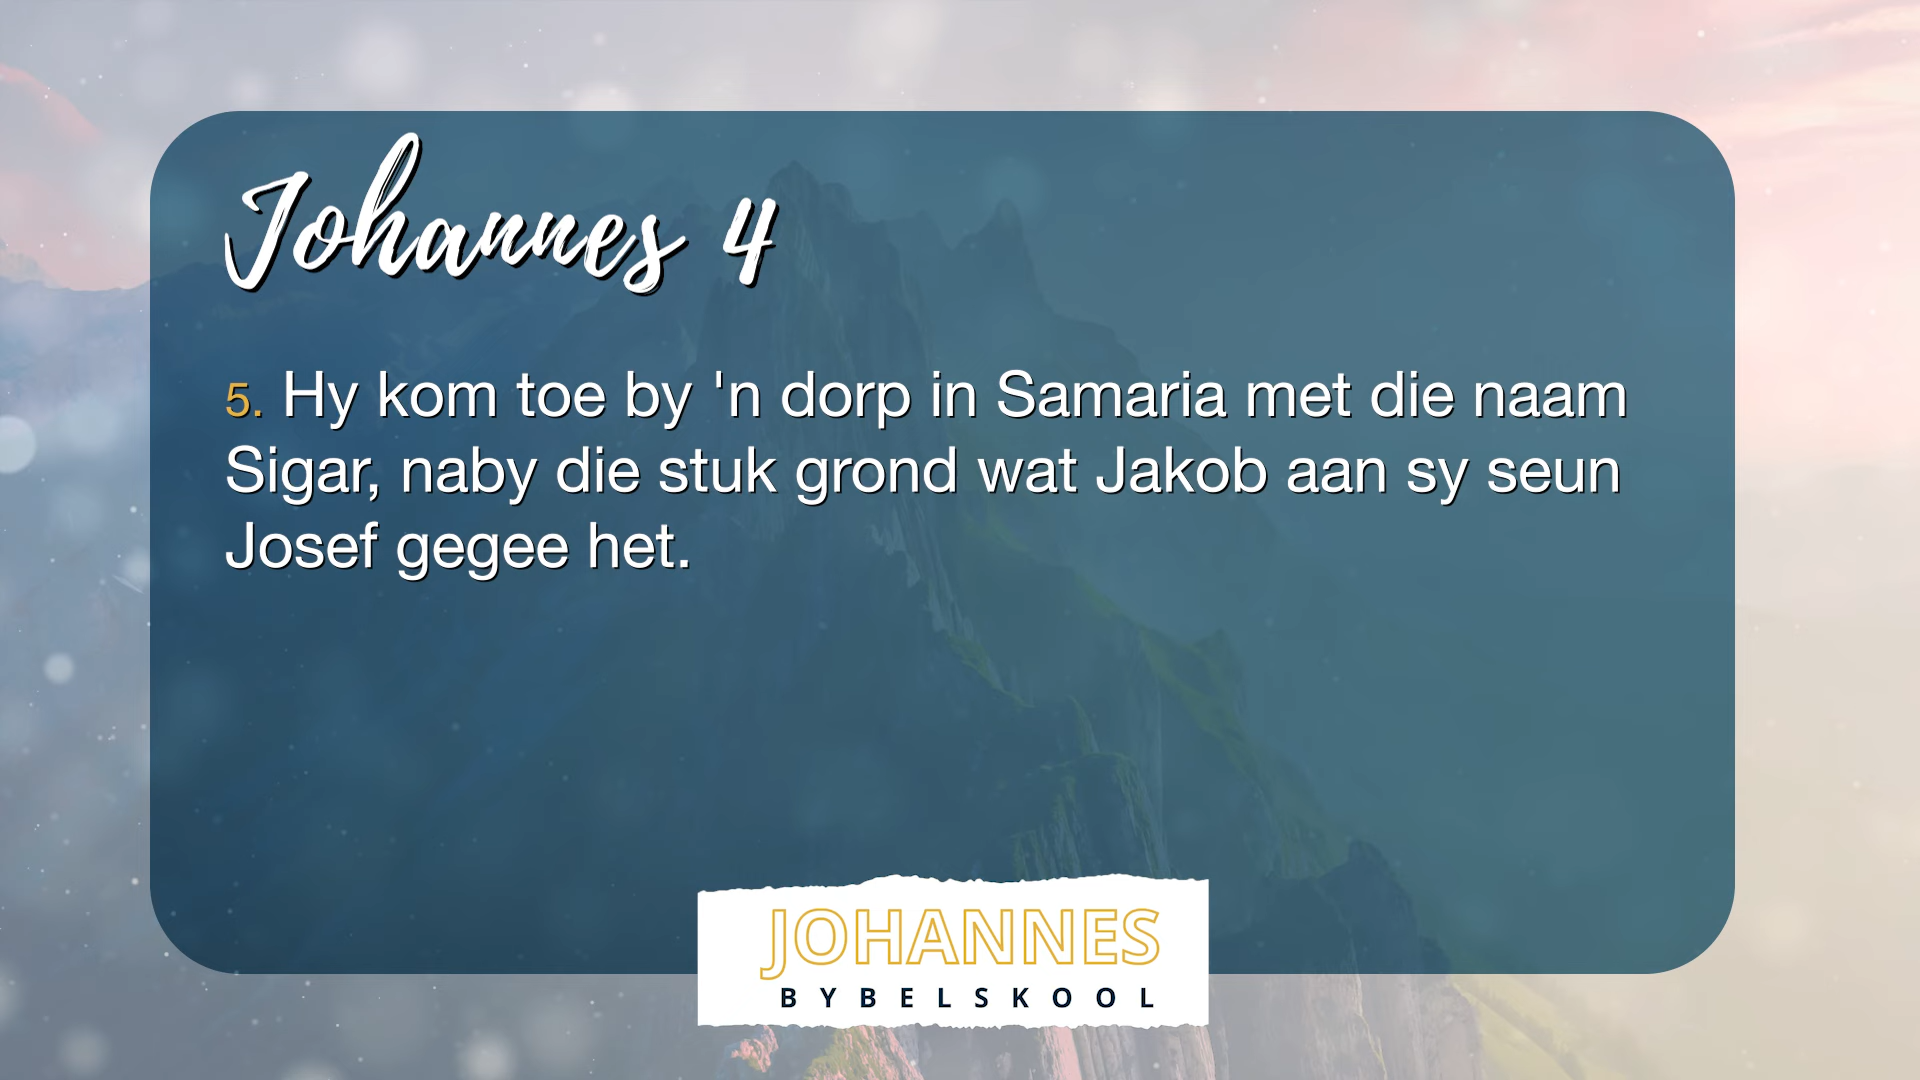 Johannes 4
5. Hy kom toe by 'n dorp in Samaria met die naam
Sigar, naby die stuk grond wat Jakob aan sy seun
Josef gegee het.
JOHANNES
BYBELSKOOL